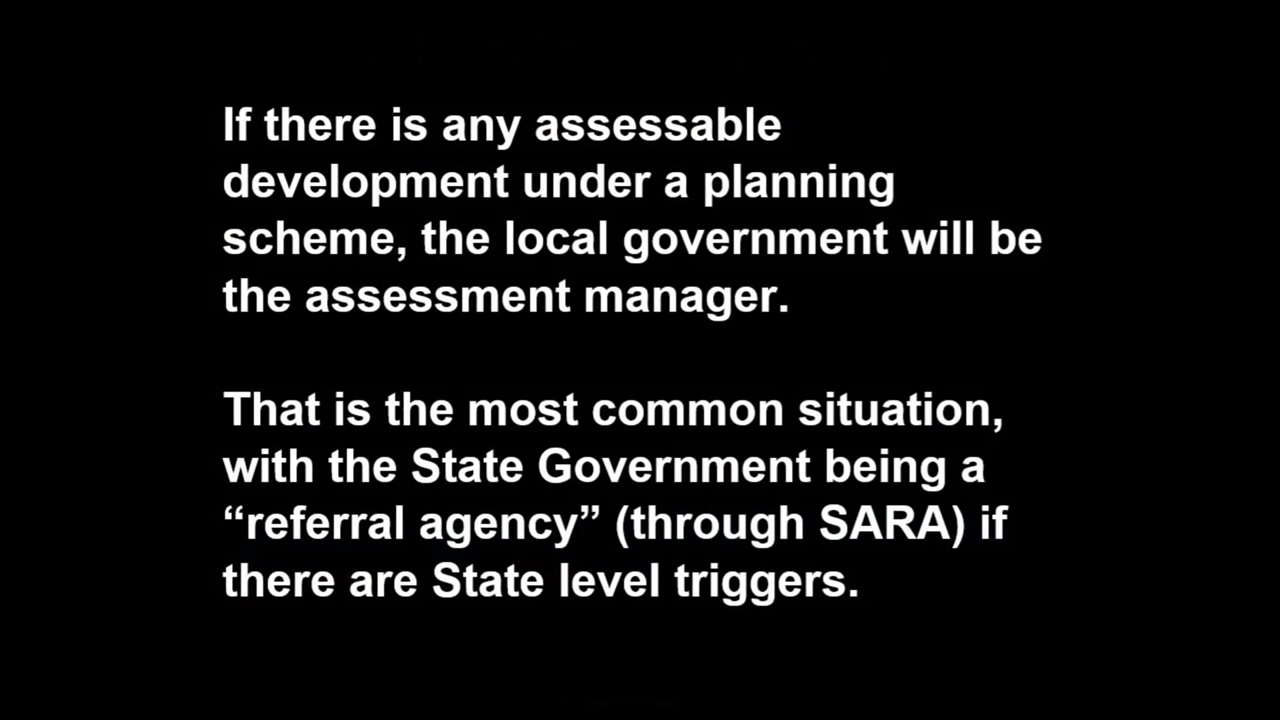 If there is any assessable
development under a planning
scheme, the local government will be
the assessment manager.
That is the most common situation,
with the State Government being a
“referral agency” (through SARA) if
there are State level triggers.